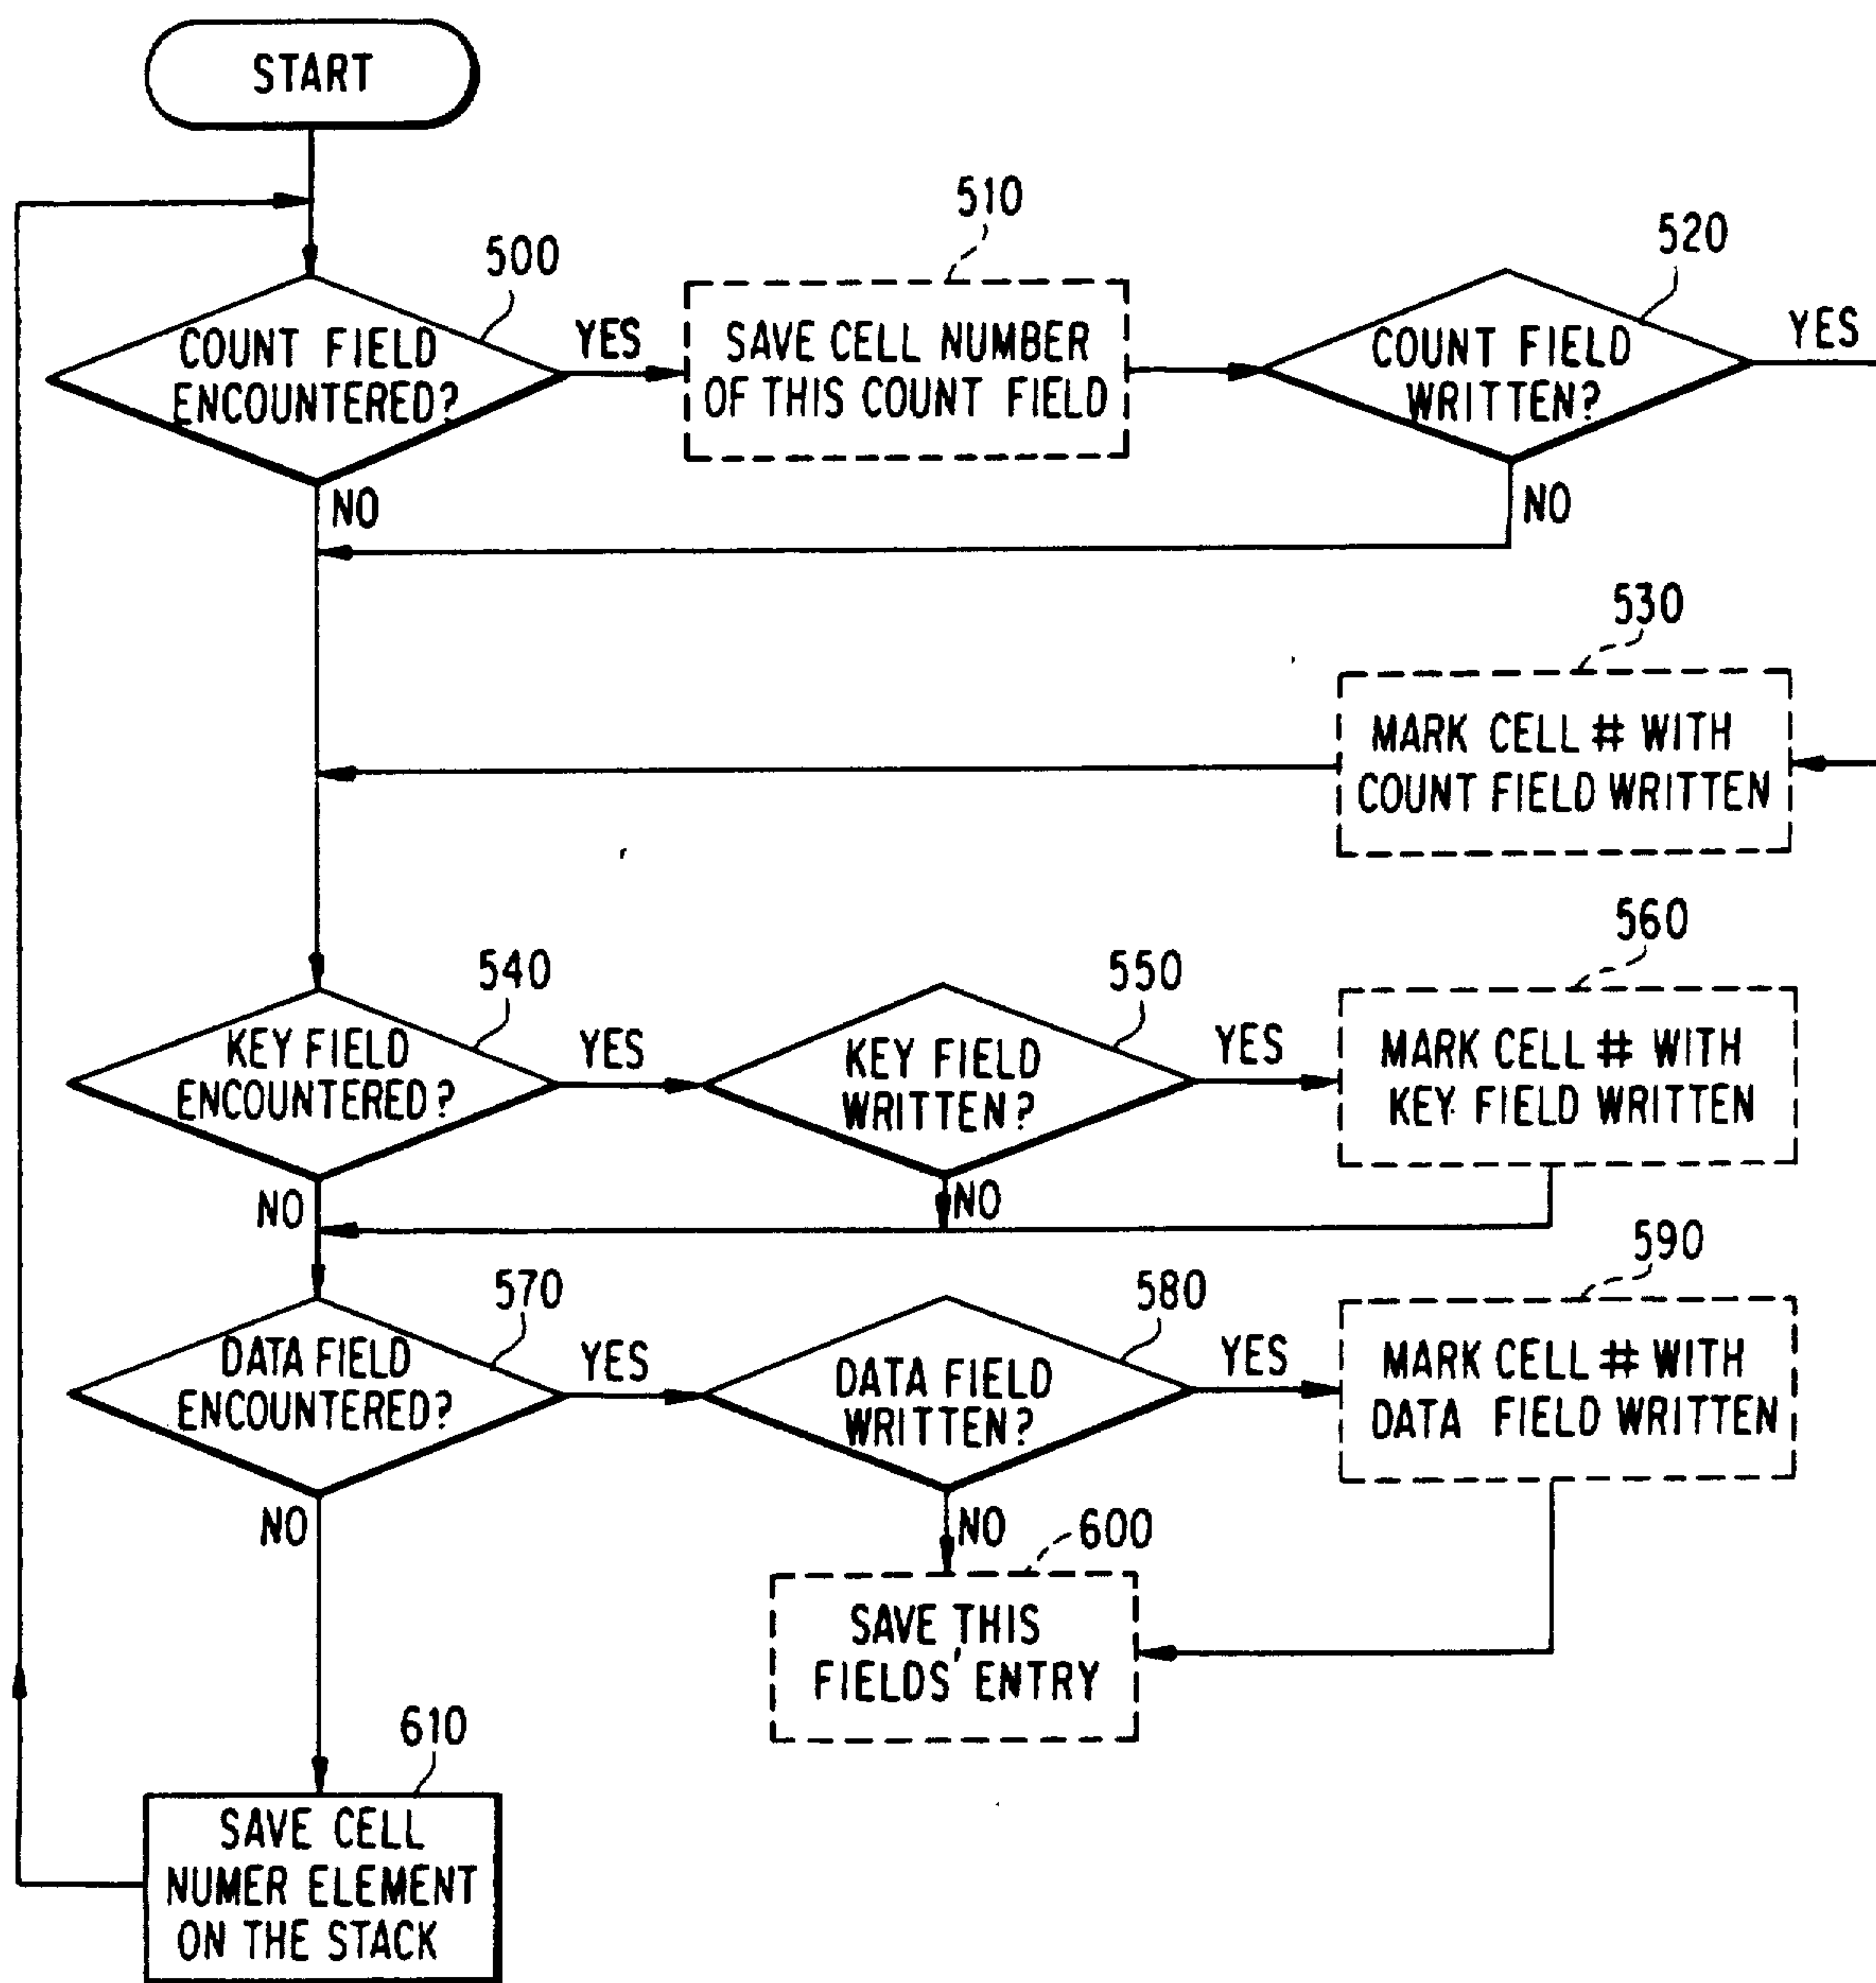 START
500
COUNT FIELD
ENCOUNTERED?
YES
NO
510
SAVE CELL NUMBER
OF THIS COUNT FIELD
520
COUNT FIELD
WRITTEN?
YES
NO
530
MARK CELL # WITH
COUNT FIELD WRITTEN
540
KEY FIELD
ENCOUNTERED?
YES
NO
550
KEY FIELD
WRITTEN?
YES
NO
560
MARK CELL # WITH
KEY FIELD WRITTEN
570
DATA FIELD
ENCOUNTERED?
YES
NO
580
DATA FIELD
WRITTEN?
YES
NO
590
MARK CELL # WITH
DATA FIELD WRITTEN
600
SAVE THIS
FIELDS' ENTRY
610
SAVE CELL
NUMER ELEMENT
ON THE STACK